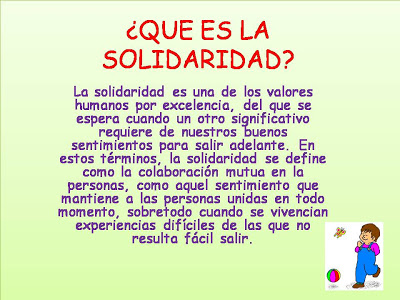 ¿QUE ES LA
SOLIDARIDAD?
La solidaridad es una de los valores
humanos por excelencia, del que se
espera cuando un otro significativo
requiere de nuestros buenos
sentimientos para salir adelante. En
estos términos, la solidaridad se define
como la colaboración mutua en la
personas, como aquel sentimiento que
mantiene a las personas unidas en todo
momento, sobretodo cuando se vivencian
experiencias difíciles de las que no
resulta fácil salir.